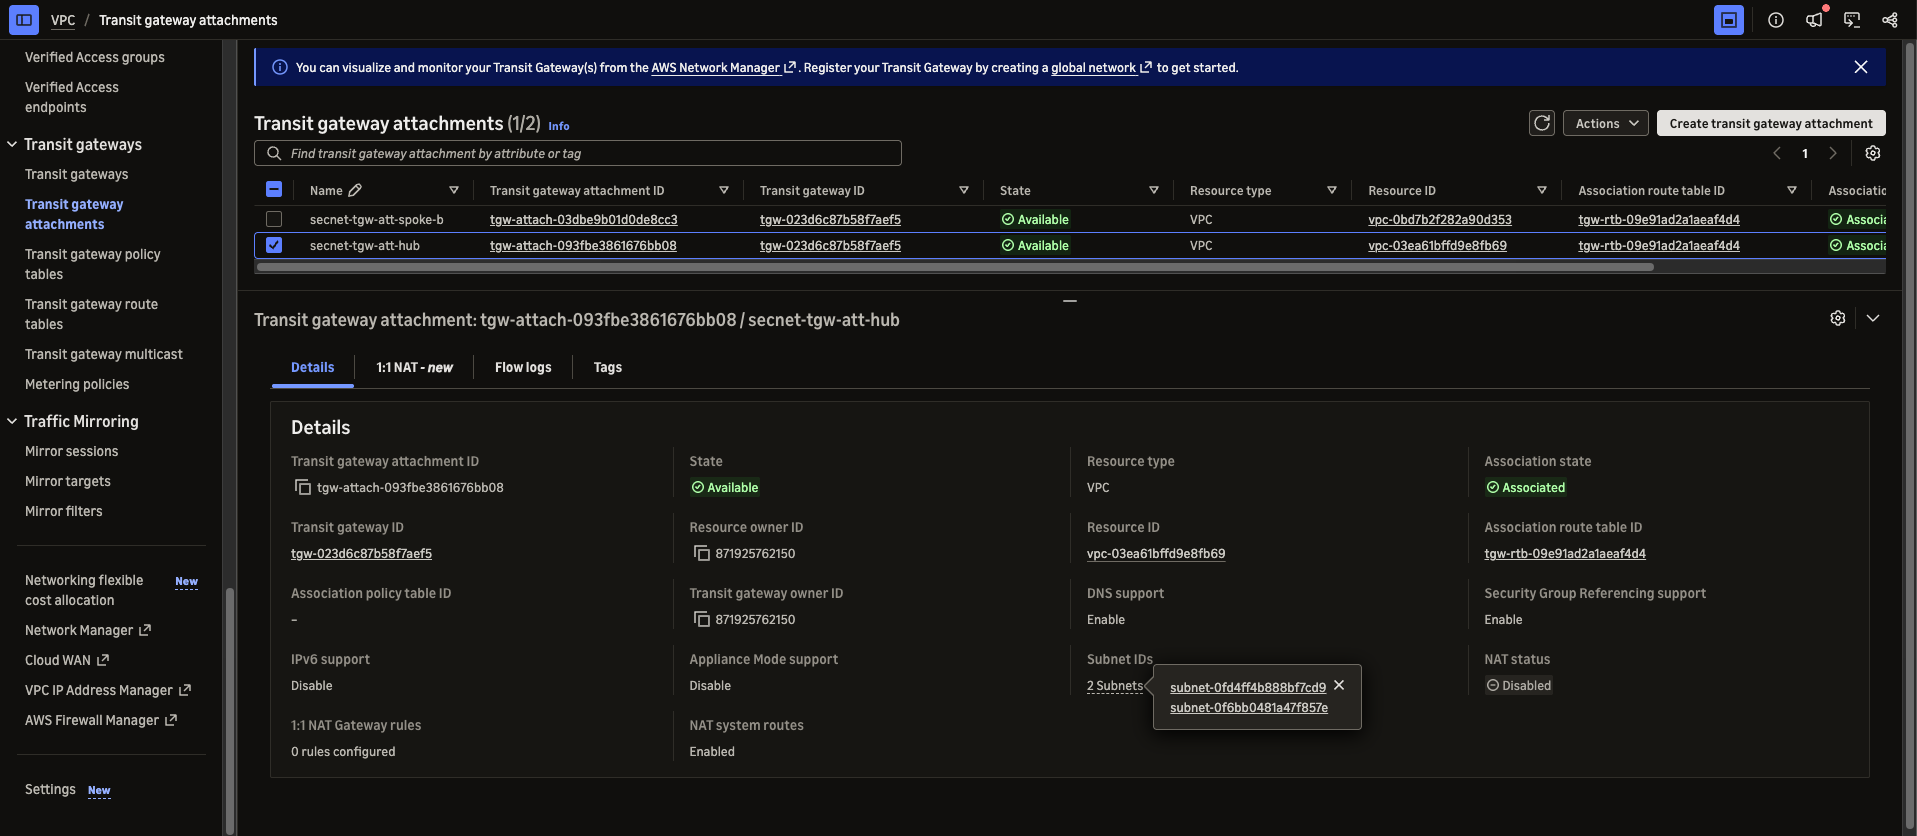 VPC / Transit gateway attachments
Verified Access groups
Verified Access
endpoints
Transit gateways
Transit gateways
Transit gateway
attachments
Transit gateway policy
tables
Transit gateway route
tables
Transit gateway multicast
Metering policies
Traffic Mirroring
Mirror sessions
Mirror targets
Mirror filters
Networking flexible
cost allocation
New
Network Manager
Cloud WAN
VPC IP Address Manager
AWS Firewall Manager
Settings New
You can visualize and monitor your Transit Gateway(s) from the AWS Network Manager . Register your Transit Gateway by creating a global network to get started.
Transit gateway attachments (1/2) Info
Actions
Create transit gateway attachment
Find transit gateway attachment by attribute or tag
1
Name Transit gateway attachment ID Transit gateway ID State Resource type Resource ID Association route table ID Associatio
secnet-tgw-att-spoke-b tgw-attach-03dbe9b01d0de8cc3 tgw-023d6c87b58f7aef5 Available VPC vpc-0bd7b2f282a90d353 tgw-rtb-09e91ad2a1aeaf4d4 Associa
secnet-tgw-att-hub tgw-attach-093fbe3861676bb08 tgw-023d6c87b58f7aef5 Available VPC vpc-03ea61bffd9e8fb69 tgw-rtb-09e91ad2a1aeaf4d4 Associa
Transit gateway attachment: tgw-attach-093fbe3861676bb08 / secnet-tgw-att-hub
Details 1:1 NAT - new Flow logs Tags
Details
Transit gateway attachment ID State Resource type Association state
tgw-attach-093fbe3861676bb08 Available VPC Associated
Transit gateway ID Resource owner ID Resource ID Association route table ID
tgw-023d6c87b58f7aef5 871925762150 vpc-03ea61bffd9e8fb69 tgw-rtb-09e91ad2a1aeaf4d4
Association policy table ID Transit gateway owner ID DNS support Security Group Referencing support
– 871925762150 Enable Enable
IPv6 support Appliance Mode support Subnet IDs NAT status
Disable Disable 2 Subnets Disabled
subnet-0fd4ff4b888bf7cd9
subnet-0f6bb0481a47f857e
1:1 NAT Gateway rules NAT system routes
0 rules configured Enabled